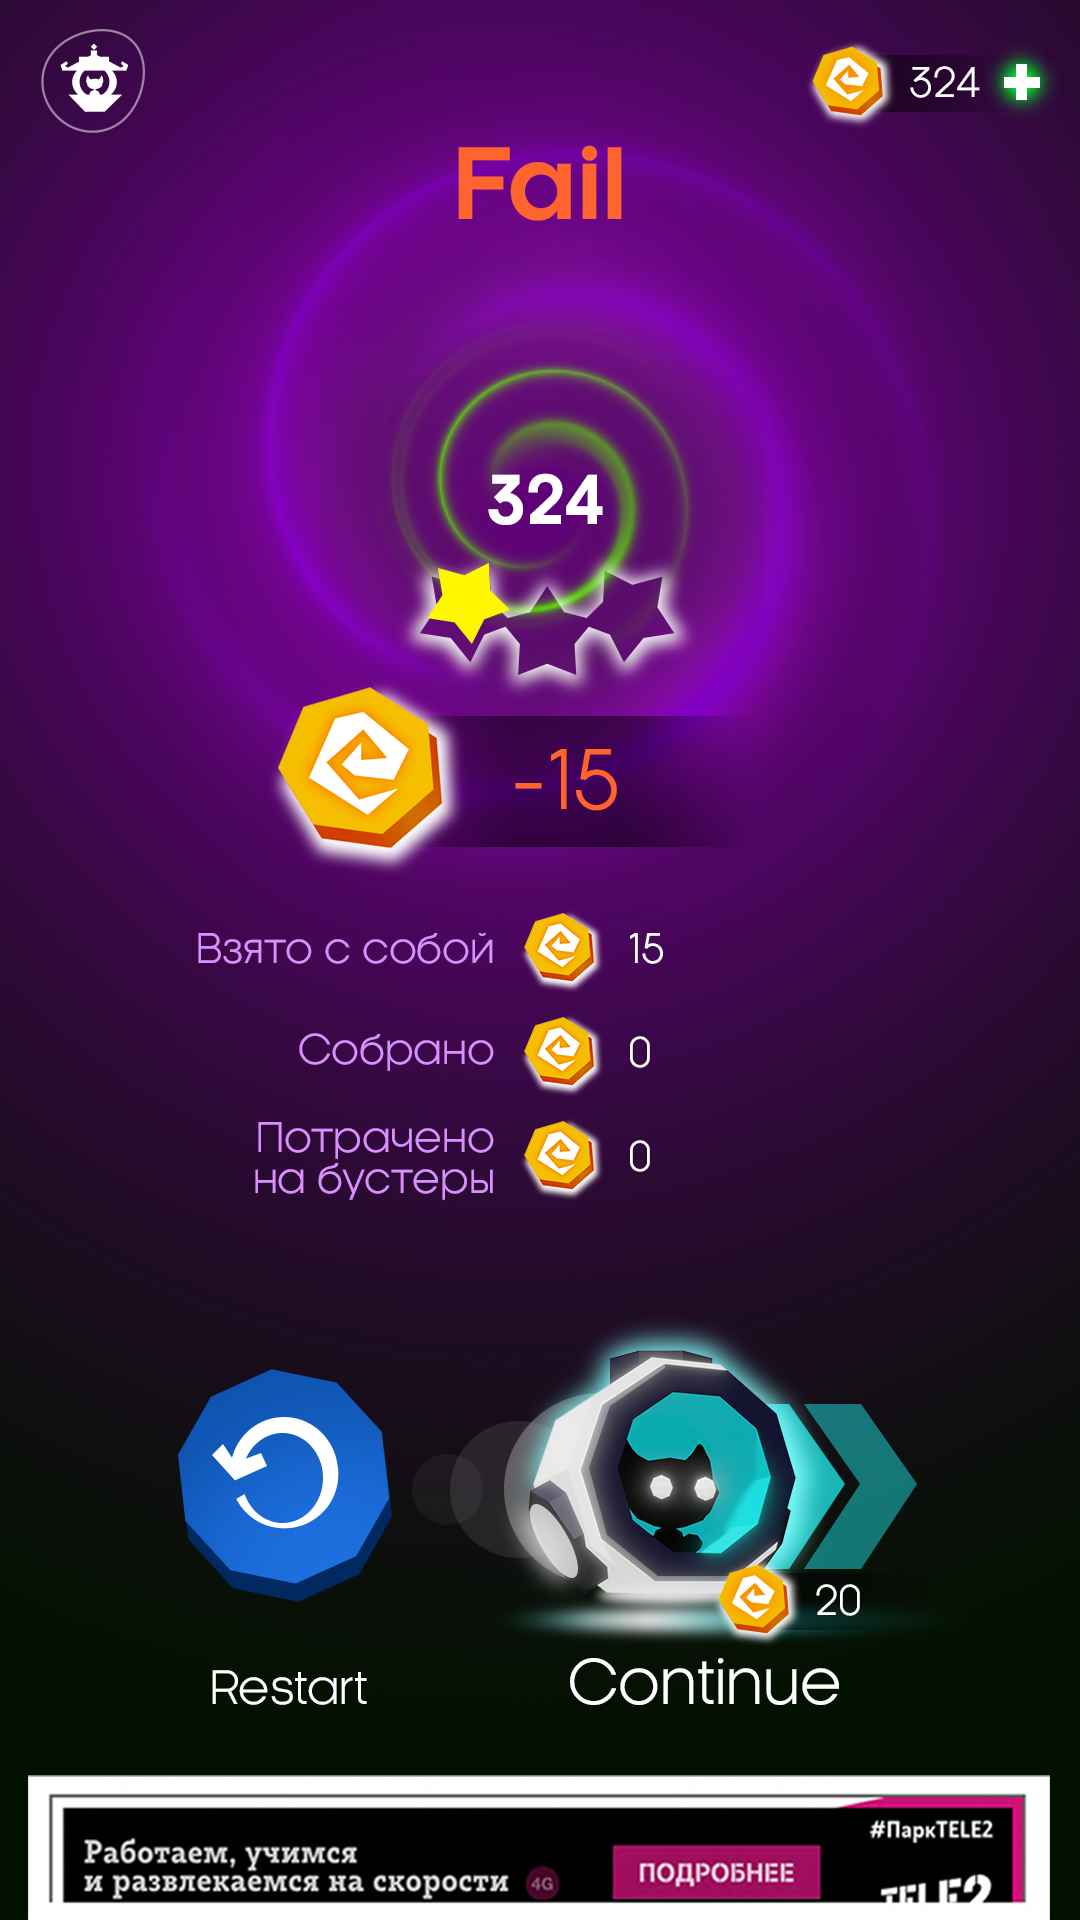 324
Fail
324
-15
Взято с собой 15
Собрано 0
Потрачено
на бустеры 0
20
Restart
Continue
#ПаркTELE2
Работаем, учимся
и развлекаемся на скорости 4G
ПОДРОБНЕЕ
TELE2